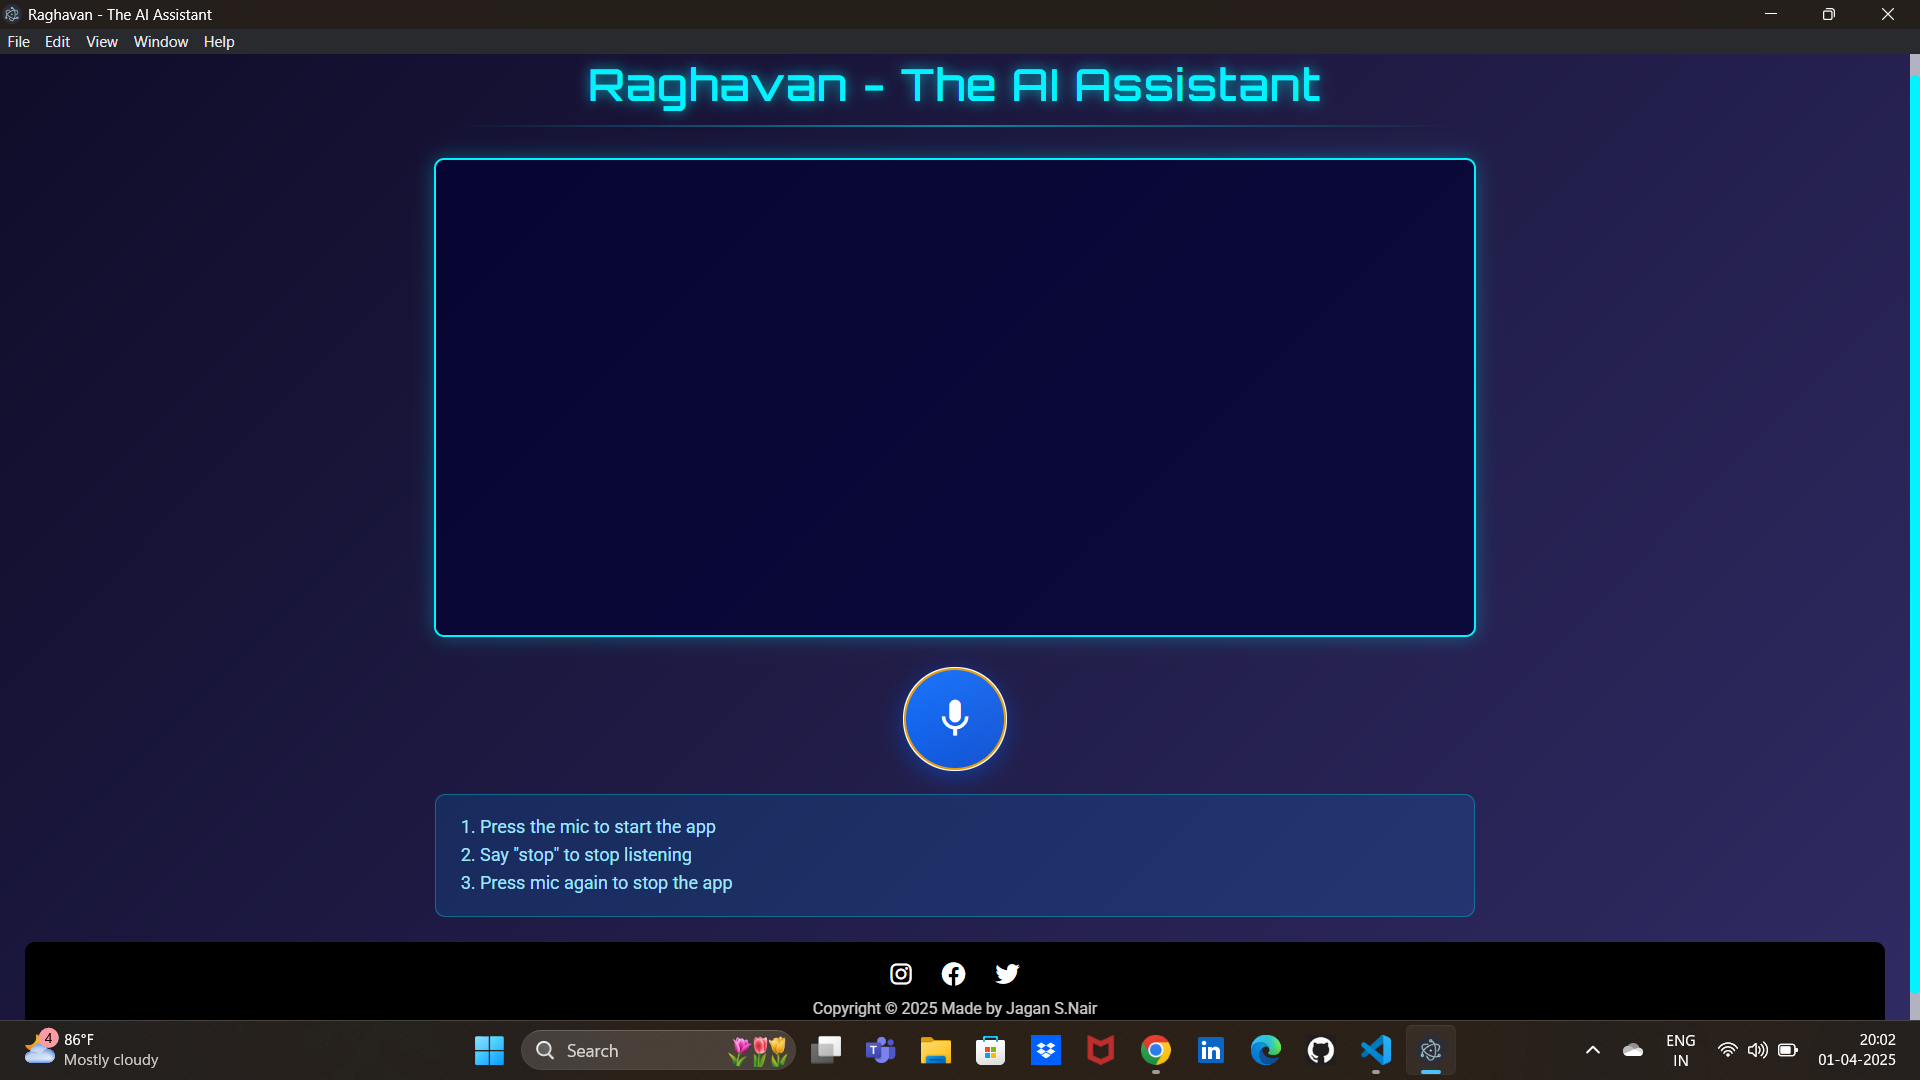 Raghavan - The AI Assistant
File Edit View Window Help
Raghavan - The AI Assistant
1. Press the mic to start the app
2. Say "stop" to stop listening
3. Press mic again to stop the app
Copyright © 2025 Made by Jagan S.Nair
4
86°F
Mostly cloudy
Search
T
in
ENG
IN
20:02
01-04-2025